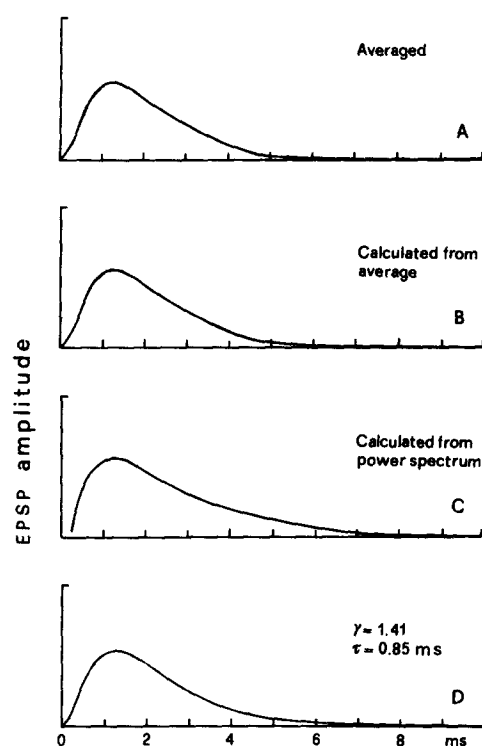 Averaged
A
Calculated from
average
B
EPSP amplitude
Calculated from
power spectrum
C
γ= 1.41
τ= 0.85 ms
D
0 2 4 6 8 ms